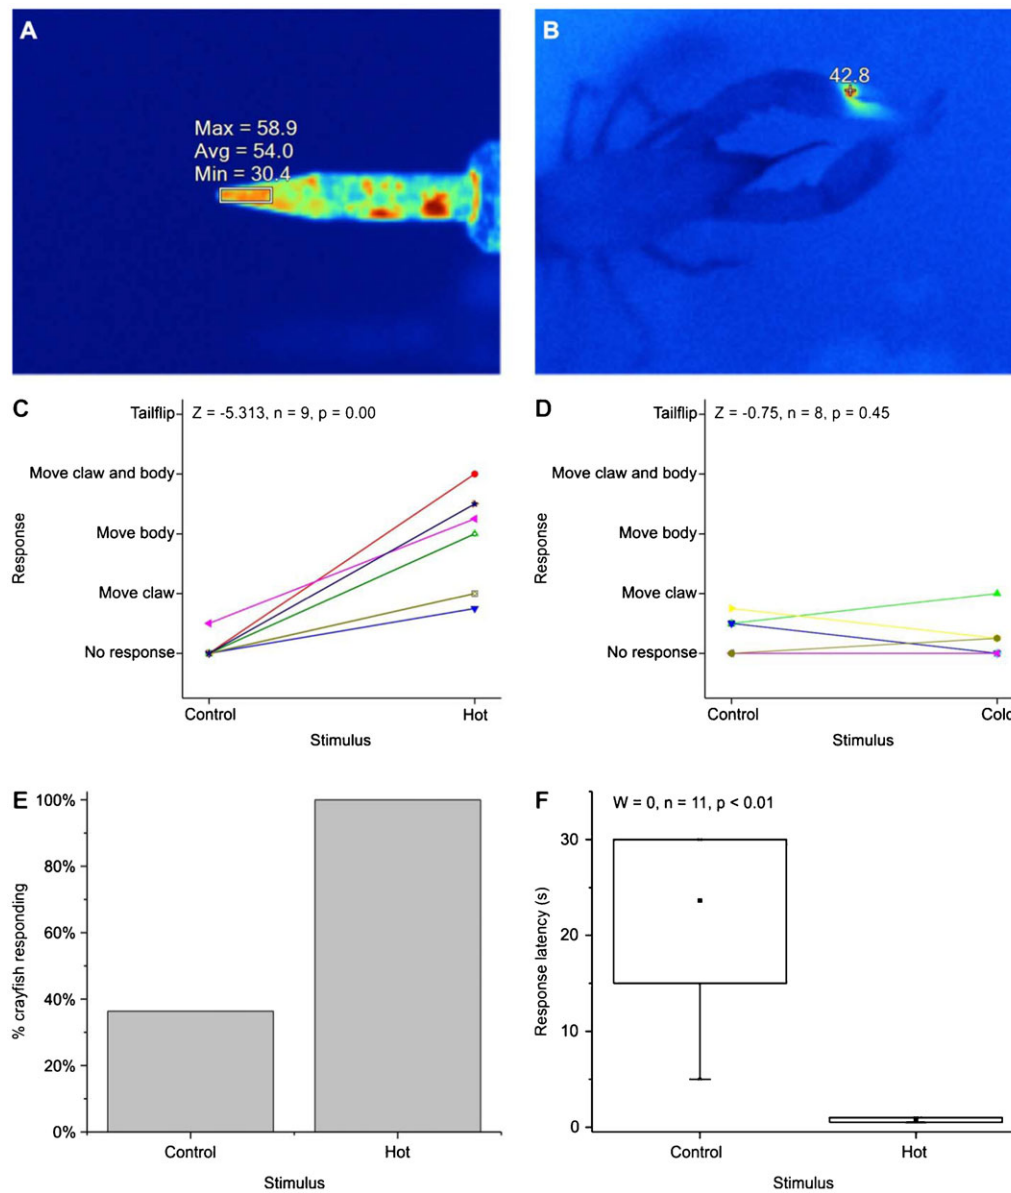 A
Max = 58.9
Avg = 54.0
Min = 30.4
B
42.8
C
Tailflip
Z = -5.313, n = 9, p = 0.00
Move claw and body
Move body
Move claw
No response
Response
Control
Hot
Stimulus
D
Tailflip
Z = -0.75, n = 8, p = 0.45
Move claw and body
Move body
Move claw
No response
Response
Control
Cold
Stimulus
E
100%
80%
60%
40%
20%
0%
% crayfish responding
Control
Hot
Stimulus
F
W = 0, n = 11, p < 0.01
30
20
10
0
Response latency (s)
Control
Hot
Stimulus